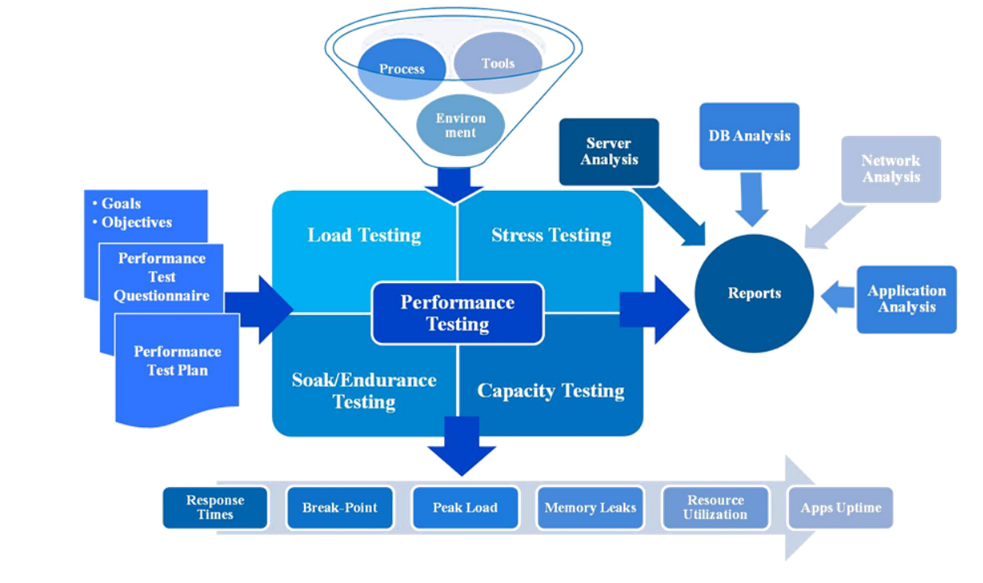 Process
Tools
Environ
ment
Server
Analysis
DB Analysis
Network
Analysis
• Goals
• Objectives
Performance
Test
Questionnaire
Performance
Test Plan
Load Testing
Stress Testing
Performance
Testing
Soak/Endurance
Testing
Capacity Testing
Reports
Application
Analysis
Response
Times
Break-Point
Peak Load
Memory Leaks
Resource
Utilization
Apps Uptime